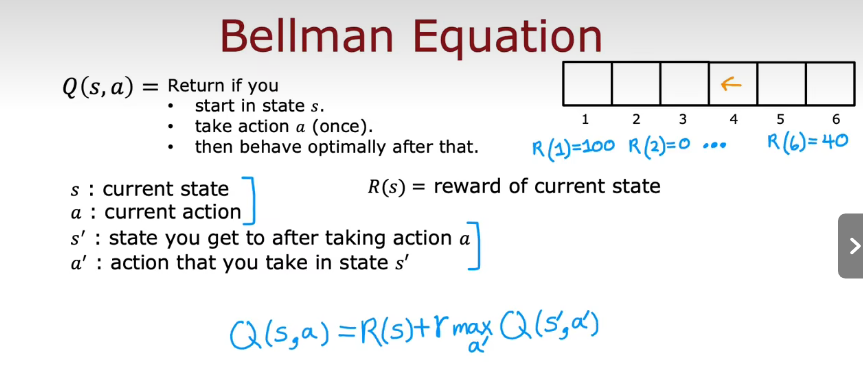 Bellman Equation
Q(s, a) = Return if you
• start in state s.
• take action a (once).
• then behave optimally after that.
←
1 2 3 4 5 6
R(1)=100 R(2)=0 ... R(6)=40
s : current state
a : current action
R(s) = reward of current state
s′ : state you get to after taking action a
a′ : action that you take in state s′
>
Q(s,a) = R(s)+γ max Q(s′,a′)
a′